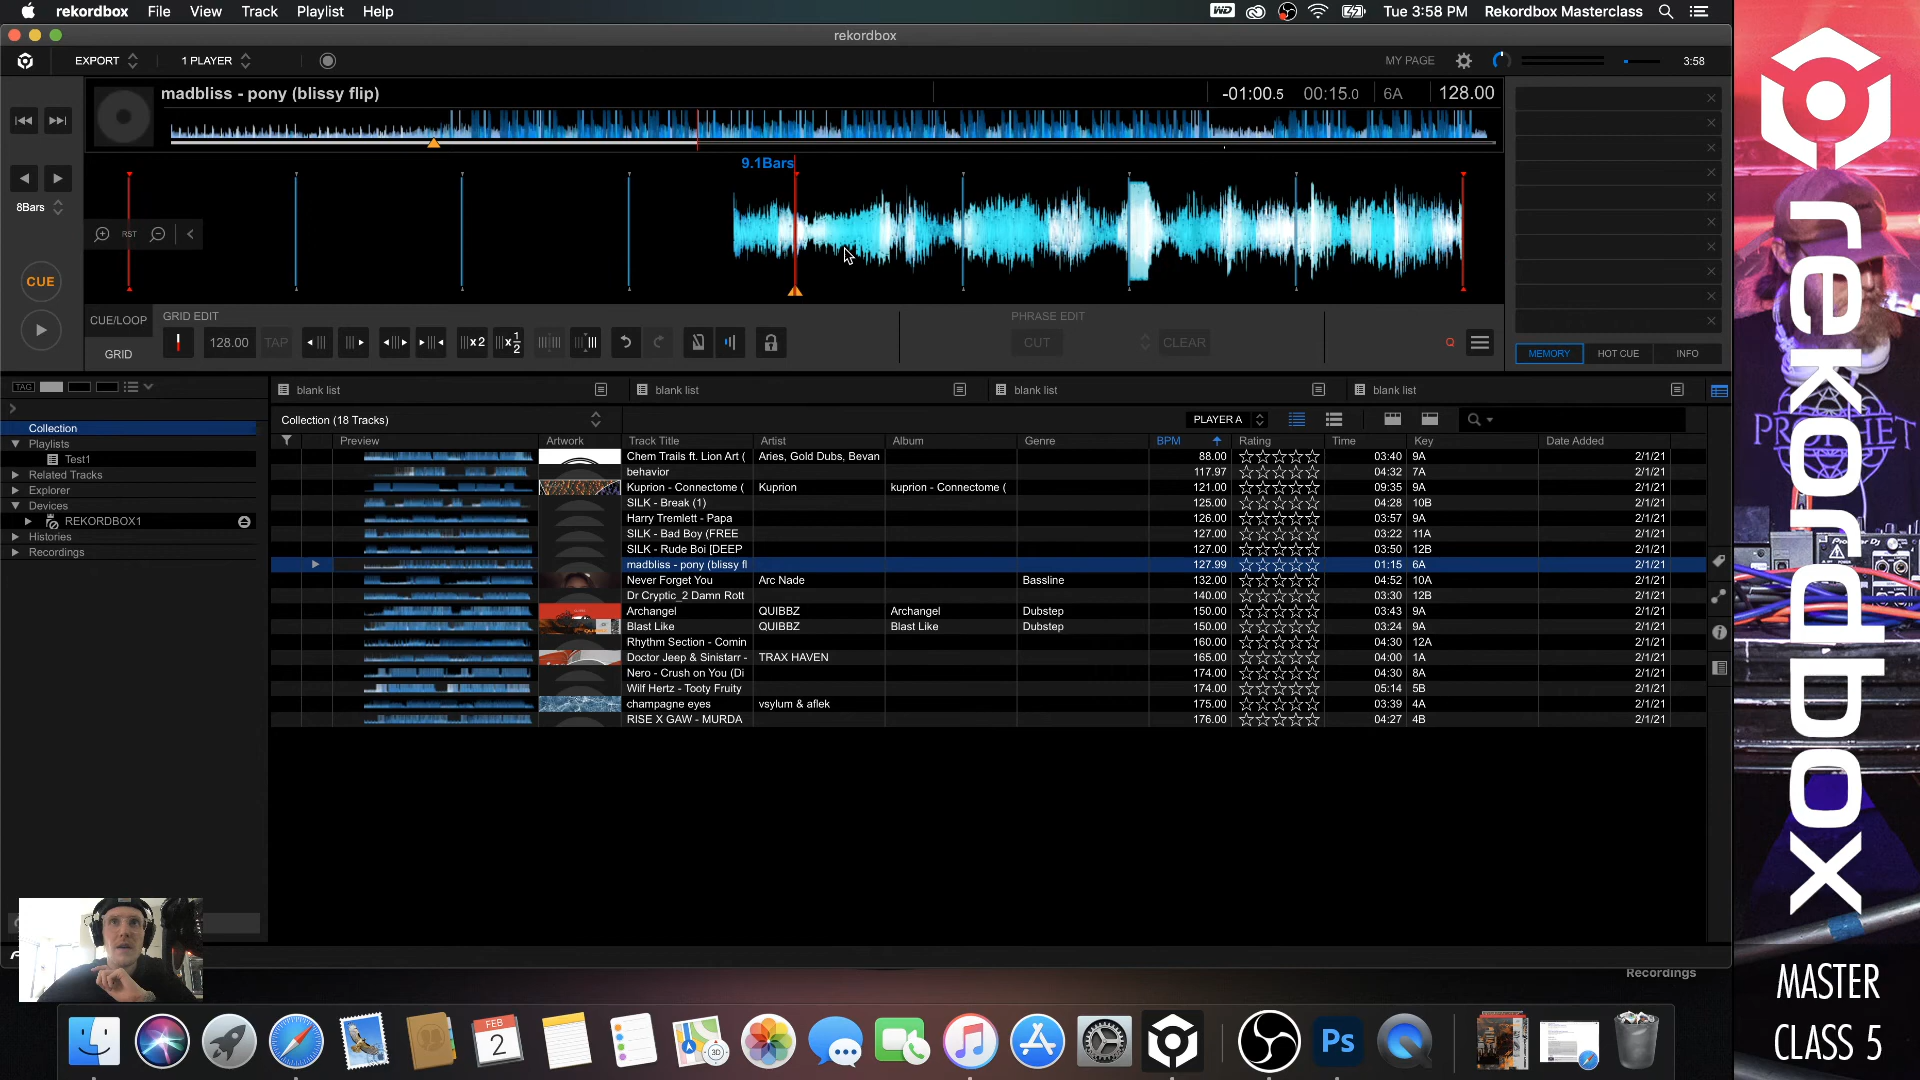 rekordbox File View Track Playlist Help
Tue 3:58 PM Rekordbox Masterclass
rekordbox
EXPORT 1 PLAYER MY PAGE 3:58
madbliss - pony (blissy flip) -01:00.5 00:15.0 6A 128.00
9.1Bars
8Bars
RST
CUE
CUE/LOOP
GRID
GRID EDIT
128.00 TAP x2 x1/2
PHRASE EDIT
CUT CLEAR
Q
MEMORY HOT CUE INFO
TAG
blank list blank list blank list blank list
Collection (18 Tracks) PLAYER A
Collection
Playlists
Test1
Related Tracks
Explorer
Devices
REKORDBOX1
Histories
Recordings
Preview Artwork Track Title Artist Album Genre BPM Rating Time Key Date Added
Chem Trails ft. Lion Art ( Aries, Gold Dubs, Bevan 88.00 03:40 9A 2/1/21
behavior 117.97 04:32 7A 2/1/21
Kuprion - Connectome ( Kuprion kuprion - Connectome ( 121.00 09:35 9A 2/1/21
SILK - Break (1) 125.00 04:28 10B 2/1/21
Harry Tremlett - Papa 126.00 03:57 9A 2/1/21
SILK - Bad Boy (FREE 127.00 03:22 11A 2/1/21
SILK - Rude Boi [DEEP 127.00 03:50 12B 2/1/21
madbliss - pony (blissy fl 127.99 01:15 6A 2/1/21
Never Forget You Arc Nade Bassline 132.00 04:52 10A 2/1/21
Dr Cryptic_2 Damn Rott 140.00 03:30 12B 2/1/21
Archangel QUIBBZ Archangel Dubstep 150.00 03:43 9A 2/1/21
Blast Like QUIBBZ Blast Like Dubstep 150.00 03:24 9A 2/1/21
Rhythm Section - Comin 160.00 04:30 12A 2/1/21
Doctor Jeep & Sinistarr - TRAX HAVEN 165.00 04:00 1A 2/1/21
Nero - Crush on You (Di 174.00 04:30 8A 2/1/21
Wilf Hertz - Tooty Fruity 174.00 05:14 5B 2/1/21
champagne eyes vsylum & aflek 175.00 03:39 4A 2/1/21
RISE X GAW - MURDA 176.00 04:27 4B 2/1/21
Recordings
FEB
2
3D
Ps
rekordbox
PROPHET
Pioneer Dj
MASTER
CLASS 5